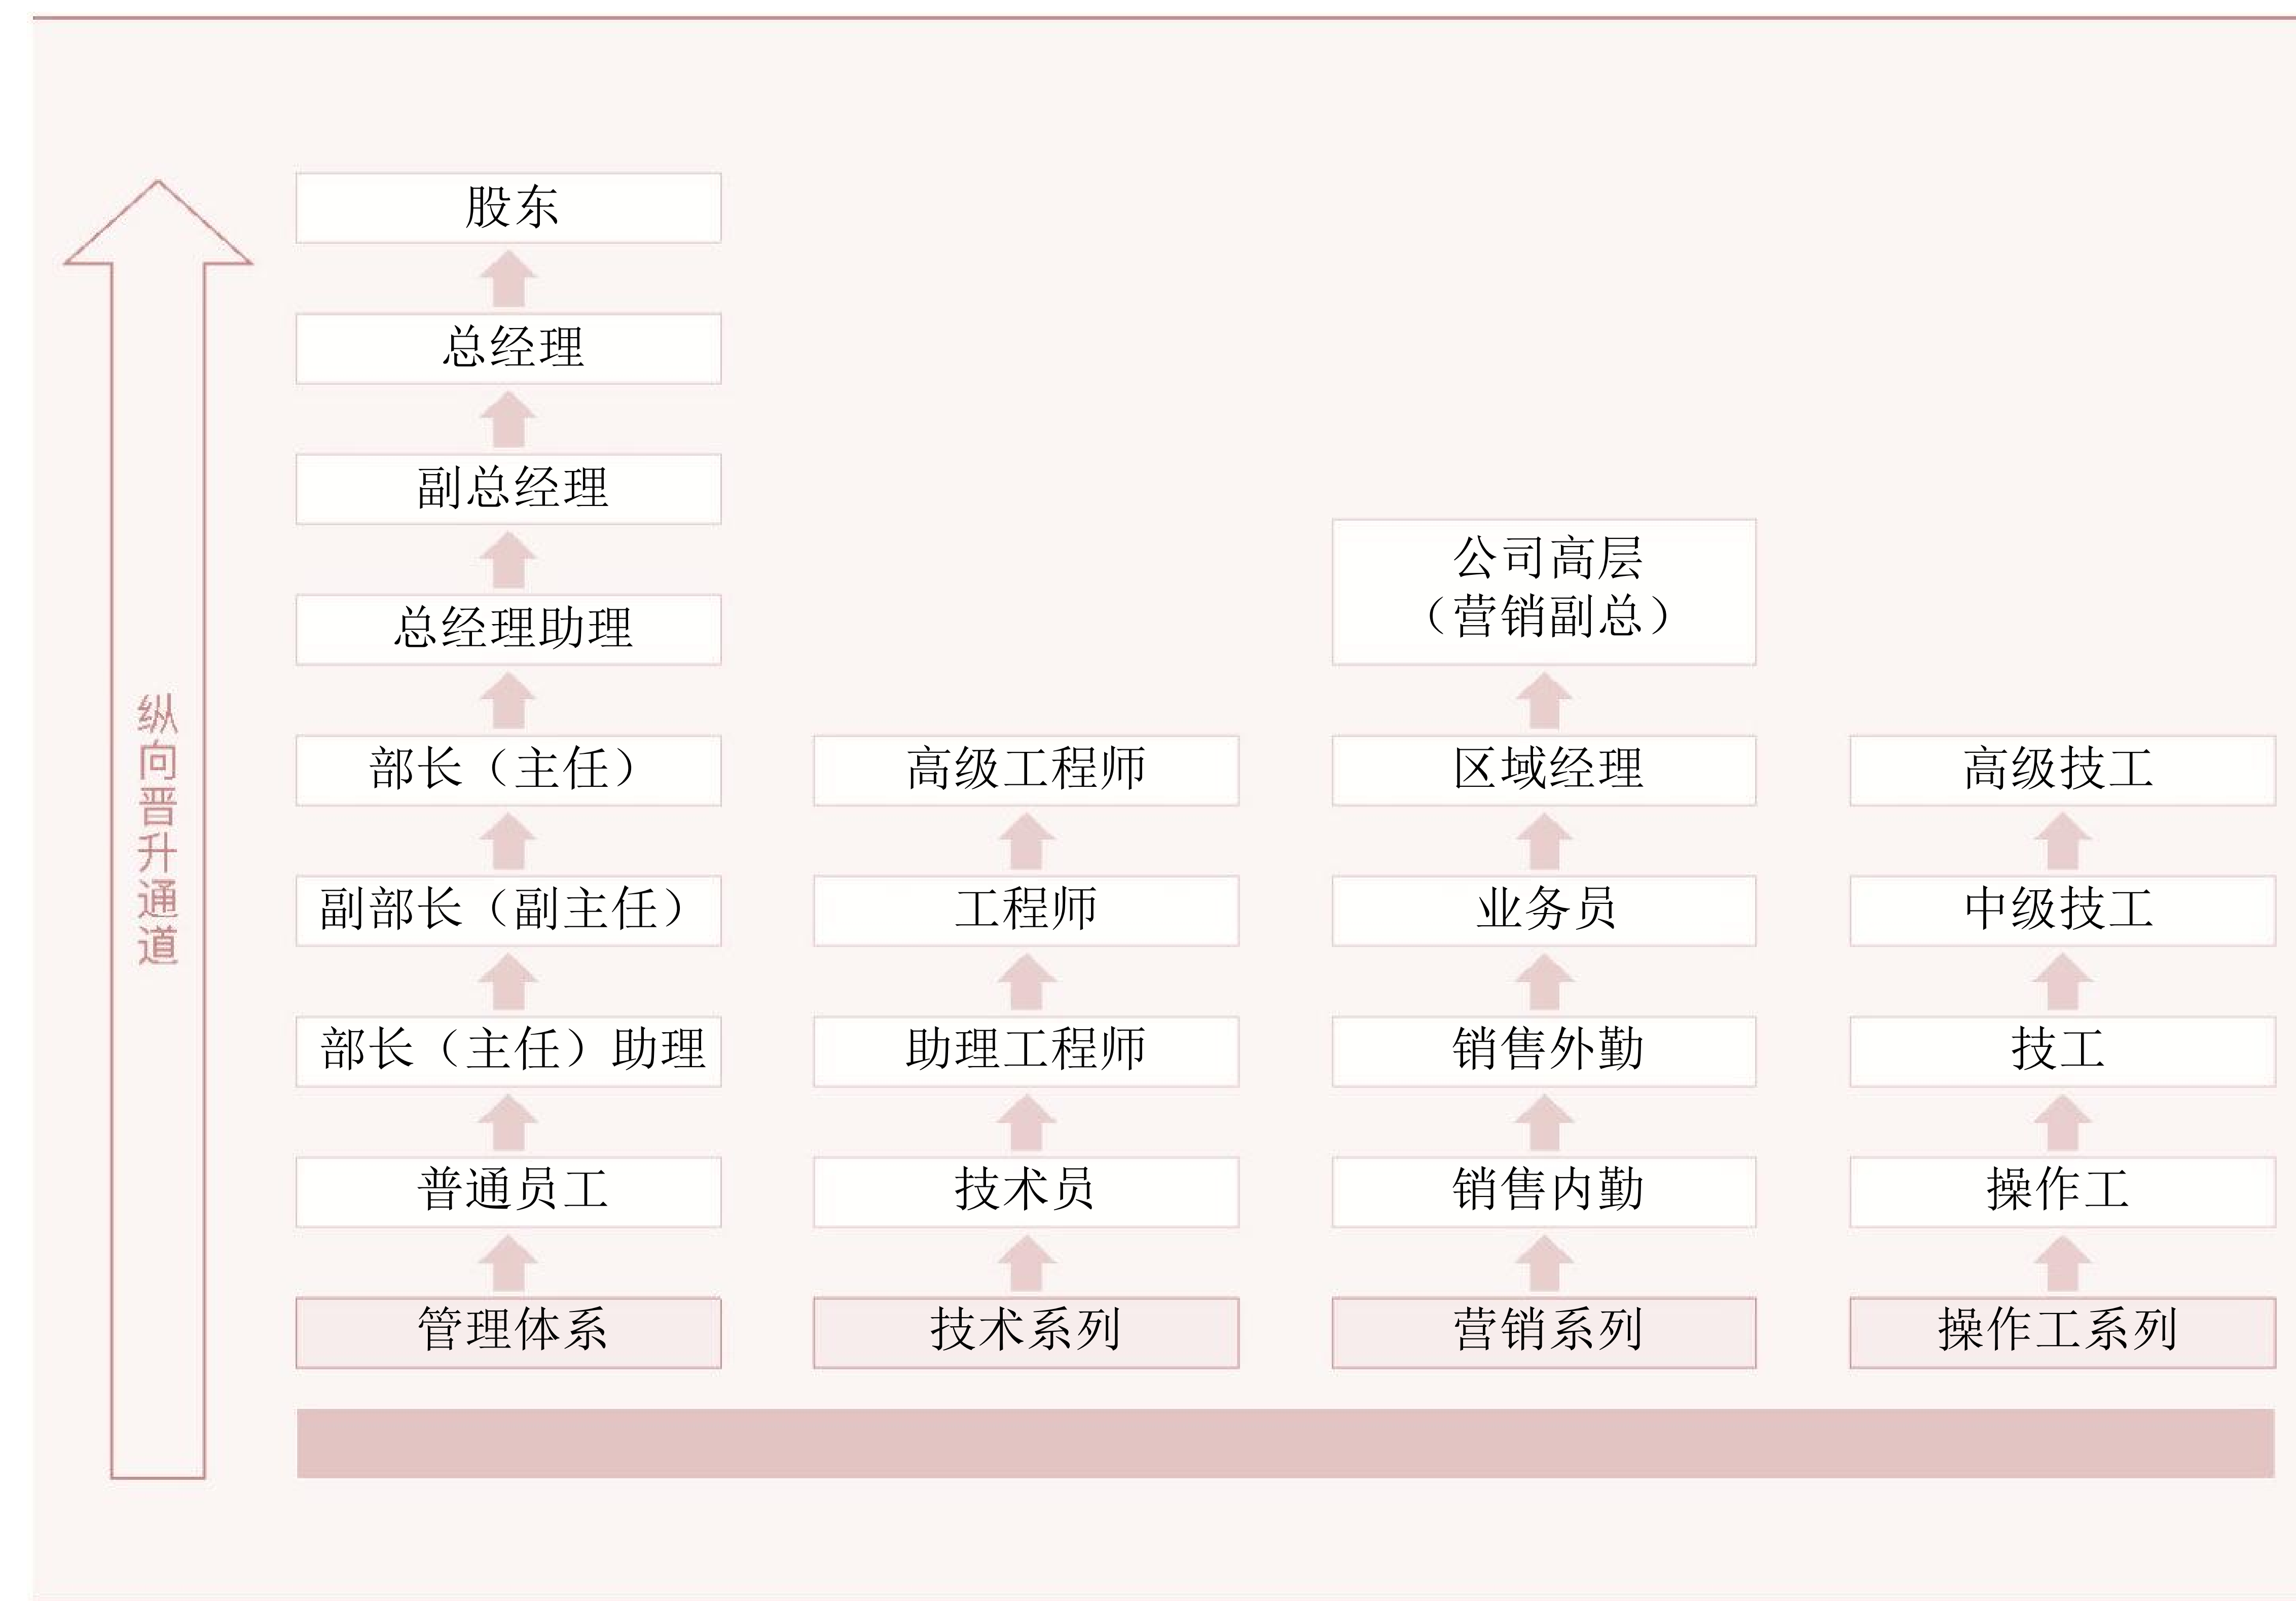 纵向晋升通道
股东
总经理
副总经理
总经理助理
部长（主任）
副部长（副主任）
部长（主任）助理
普通员工
管理体系
高级工程师
工程师
助理工程师
技术员
技术系列
公司高层
（营销副总）
区域经理
业务员
销售外勤
销售内勤
营销系列
高级技工
中级技工
技工
操作工
操作工系列